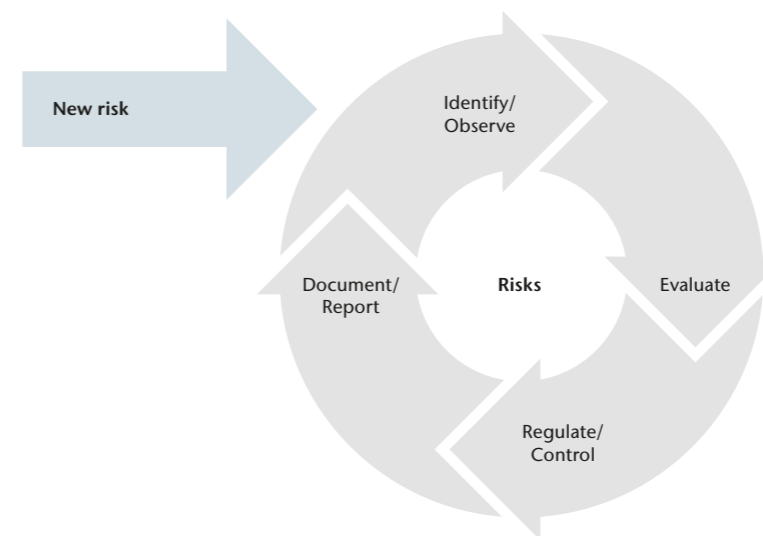 New risk
Identify/
Observe
Document/
Report
Risks
Evaluate
Regulate/
Control